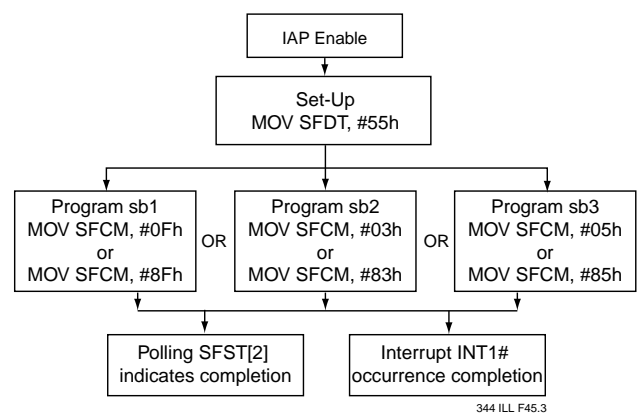 IAP Enable
Set-Up
MOV SFDT, #55h
Program sb1
MOV SFCM, #0Fh
or
MOV SFCM, #8Fh
OR
Program sb2
MOV SFCM, #03h
or
MOV SFCM, #83h
OR
Program sb3
MOV SFCM, #05h
or
MOV SFCM, #85h
Polling SFST[2]
indicates completion
Interrupt INT1#
occurrence completion
344 ILL F45.3